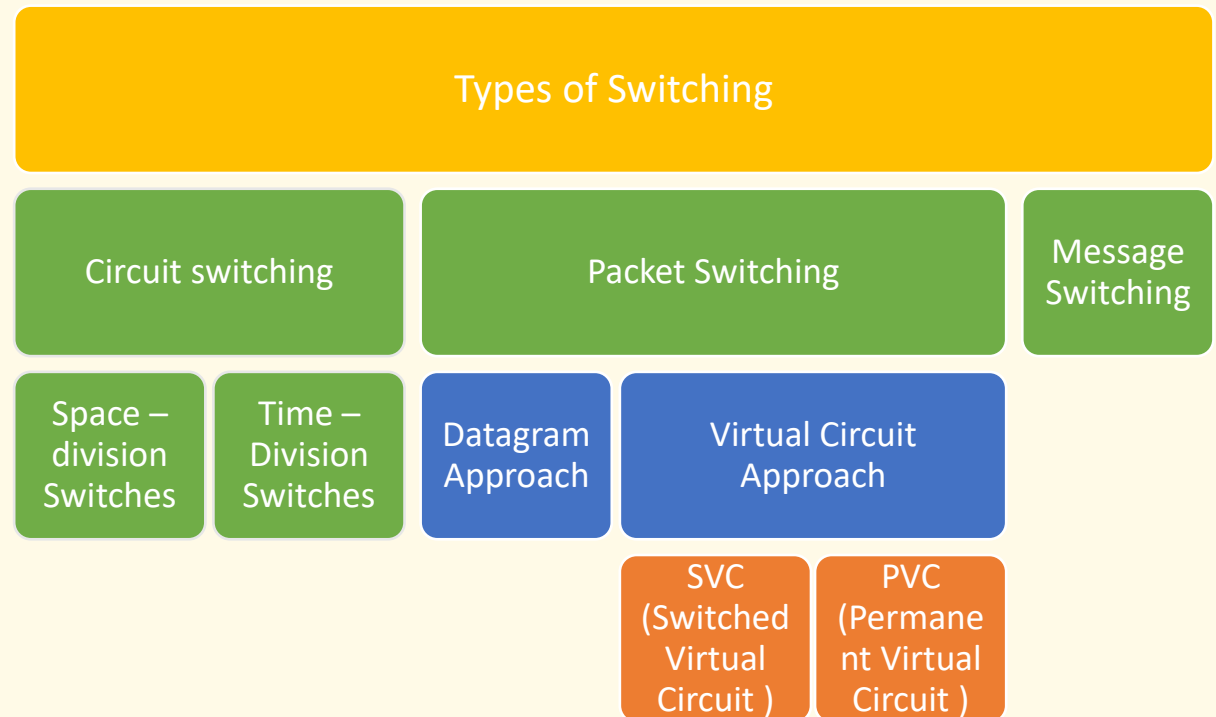 Types of Switching
Circuit switching
Packet Switching
Message
Switching
Space –
division
Switches
Time –
Division
Switches
Datagram
Approach
Virtual Circuit
Approach
SVC
(Switched
Virtual
Circuit )
PVC
(Permane
nt Virtual
Circuit )